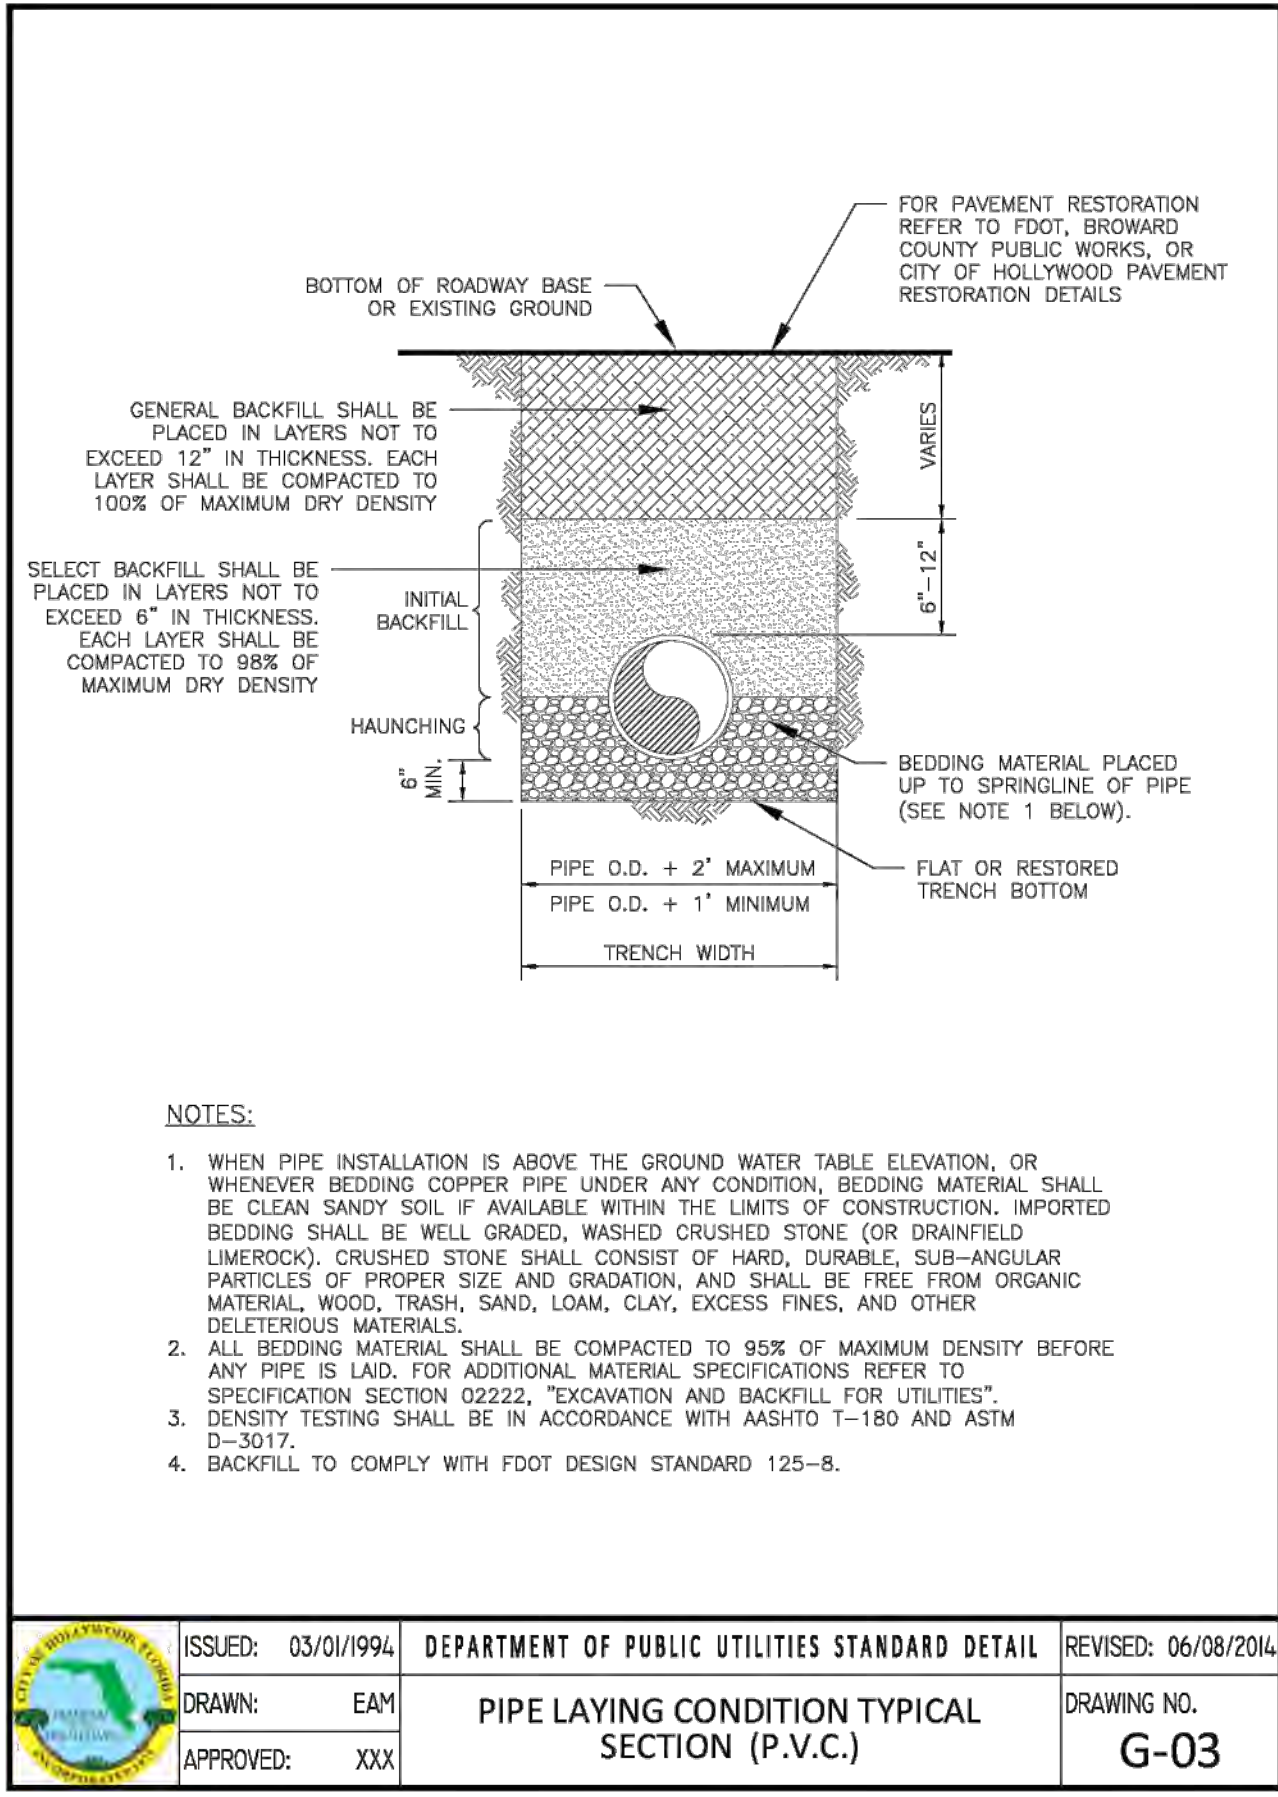 FOR PAVEMENT RESTORATION
REFER TO FDOT, BROWARD
COUNTY PUBLIC WORKS, OR
CITY OF HOLLYWOOD PAVEMENT
RESTORATION DETAILS
BOTTOM OF ROADWAY BASE
OR EXISTING GROUND
GENERAL BACKFILL SHALL BE
PLACED IN LAYERS NOT TO
EXCEED 12" IN THICKNESS. EACH
LAYER SHALL BE COMPACTED TO
100% OF MAXIMUM DRY DENSITY
VARIES
SELECT BACKFILL SHALL BE
PLACED IN LAYERS NOT TO
EXCEED 6" IN THICKNESS.
EACH LAYER SHALL BE
COMPACTED TO 98% OF
MAXIMUM DRY DENSITY
INITIAL
BACKFILL
6"-12"
HAUNCHING
6"
MIN.
BEDDING MATERIAL PLACED
UP TO SPRINGLINE OF PIPE
(SEE NOTE 1 BELOW).
FLAT OR RESTORED
TRENCH BOTTOM
PIPE O.D. + 2' MAXIMUM
PIPE O.D. + 1' MINIMUM
TRENCH WIDTH
NOTES:
1. WHEN PIPE INSTALLATION IS ABOVE THE GROUND WATER TABLE ELEVATION, OR
WHENEVER BEDDING COPPER PIPE UNDER ANY CONDITION, BEDDING MATERIAL SHALL
BE CLEAN SANDY SOIL IF AVAILABLE WITHIN THE LIMITS OF CONSTRUCTION. IMPORTED
BEDDING SHALL BE WELL GRADED, WASHED CRUSHED STONE (OR DRAINFIELD
LIMEROCK). CRUSHED STONE SHALL CONSIST OF HARD, DURABLE, SUB-ANGULAR
PARTICLES OF PROPER SIZE AND GRADATION, AND SHALL BE FREE FROM ORGANIC
MATERIAL, WOOD, TRASH, SAND, LOAM, CLAY, EXCESS FINES, AND OTHER
DELETERIOUS MATERIALS.
2. ALL BEDDING MATERIAL SHALL BE COMPACTED TO 95% OF MAXIMUM DENSITY BEFORE
ANY PIPE IS LAID. FOR ADDITIONAL MATERIAL SPECIFICATIONS REFER TO
SPECIFICATION SECTION 02222, "EXCAVATION AND BACKFILL FOR UTILITIES".
3. DENSITY TESTING SHALL BE IN ACCORDANCE WITH AASHTO T-180 AND ASTM
D-3017.
4. BACKFILL TO COMPLY WITH FDOT DESIGN STANDARD 125-8.
CITY OF HOLLYWOOD, FLORIDA
ISSUED: 03/01/1994
DRAWN: EAM
APPROVED: XXX
DEPARTMENT OF PUBLIC UTILITIES STANDARD DETAIL
PIPE LAYING CONDITION TYPICAL
SECTION (P.V.C.)
REVISED: 06/08/2014
DRAWING NO.
G-03